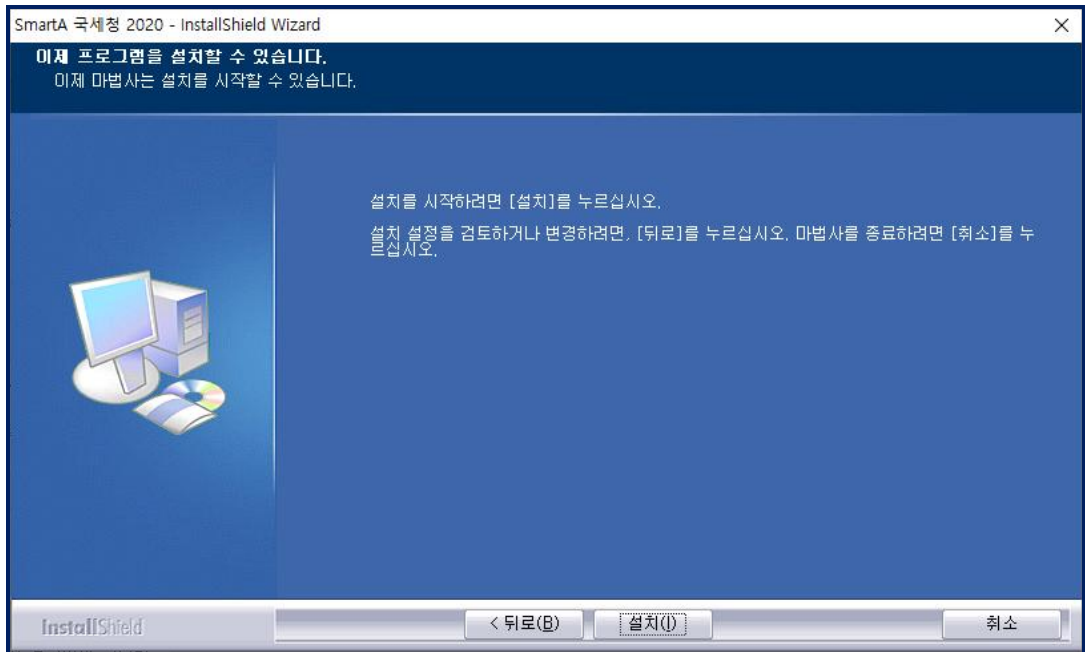 SmartA 국세청 2020 - InstallShield Wizard
이제 프로그램을 설치할 수 있습니다.
이제 마법사는 설치를 시작할 수 있습니다.
설치를 시작하려면 [설치]를 누르십시오.
설치 설정을 검토하거나 변경하려면, [뒤로]를 누르십시오. 마법사를 종료하려면 [취소]를 누
르십시오.
InstallShield
< 뒤로(B)
설치(I)
취소